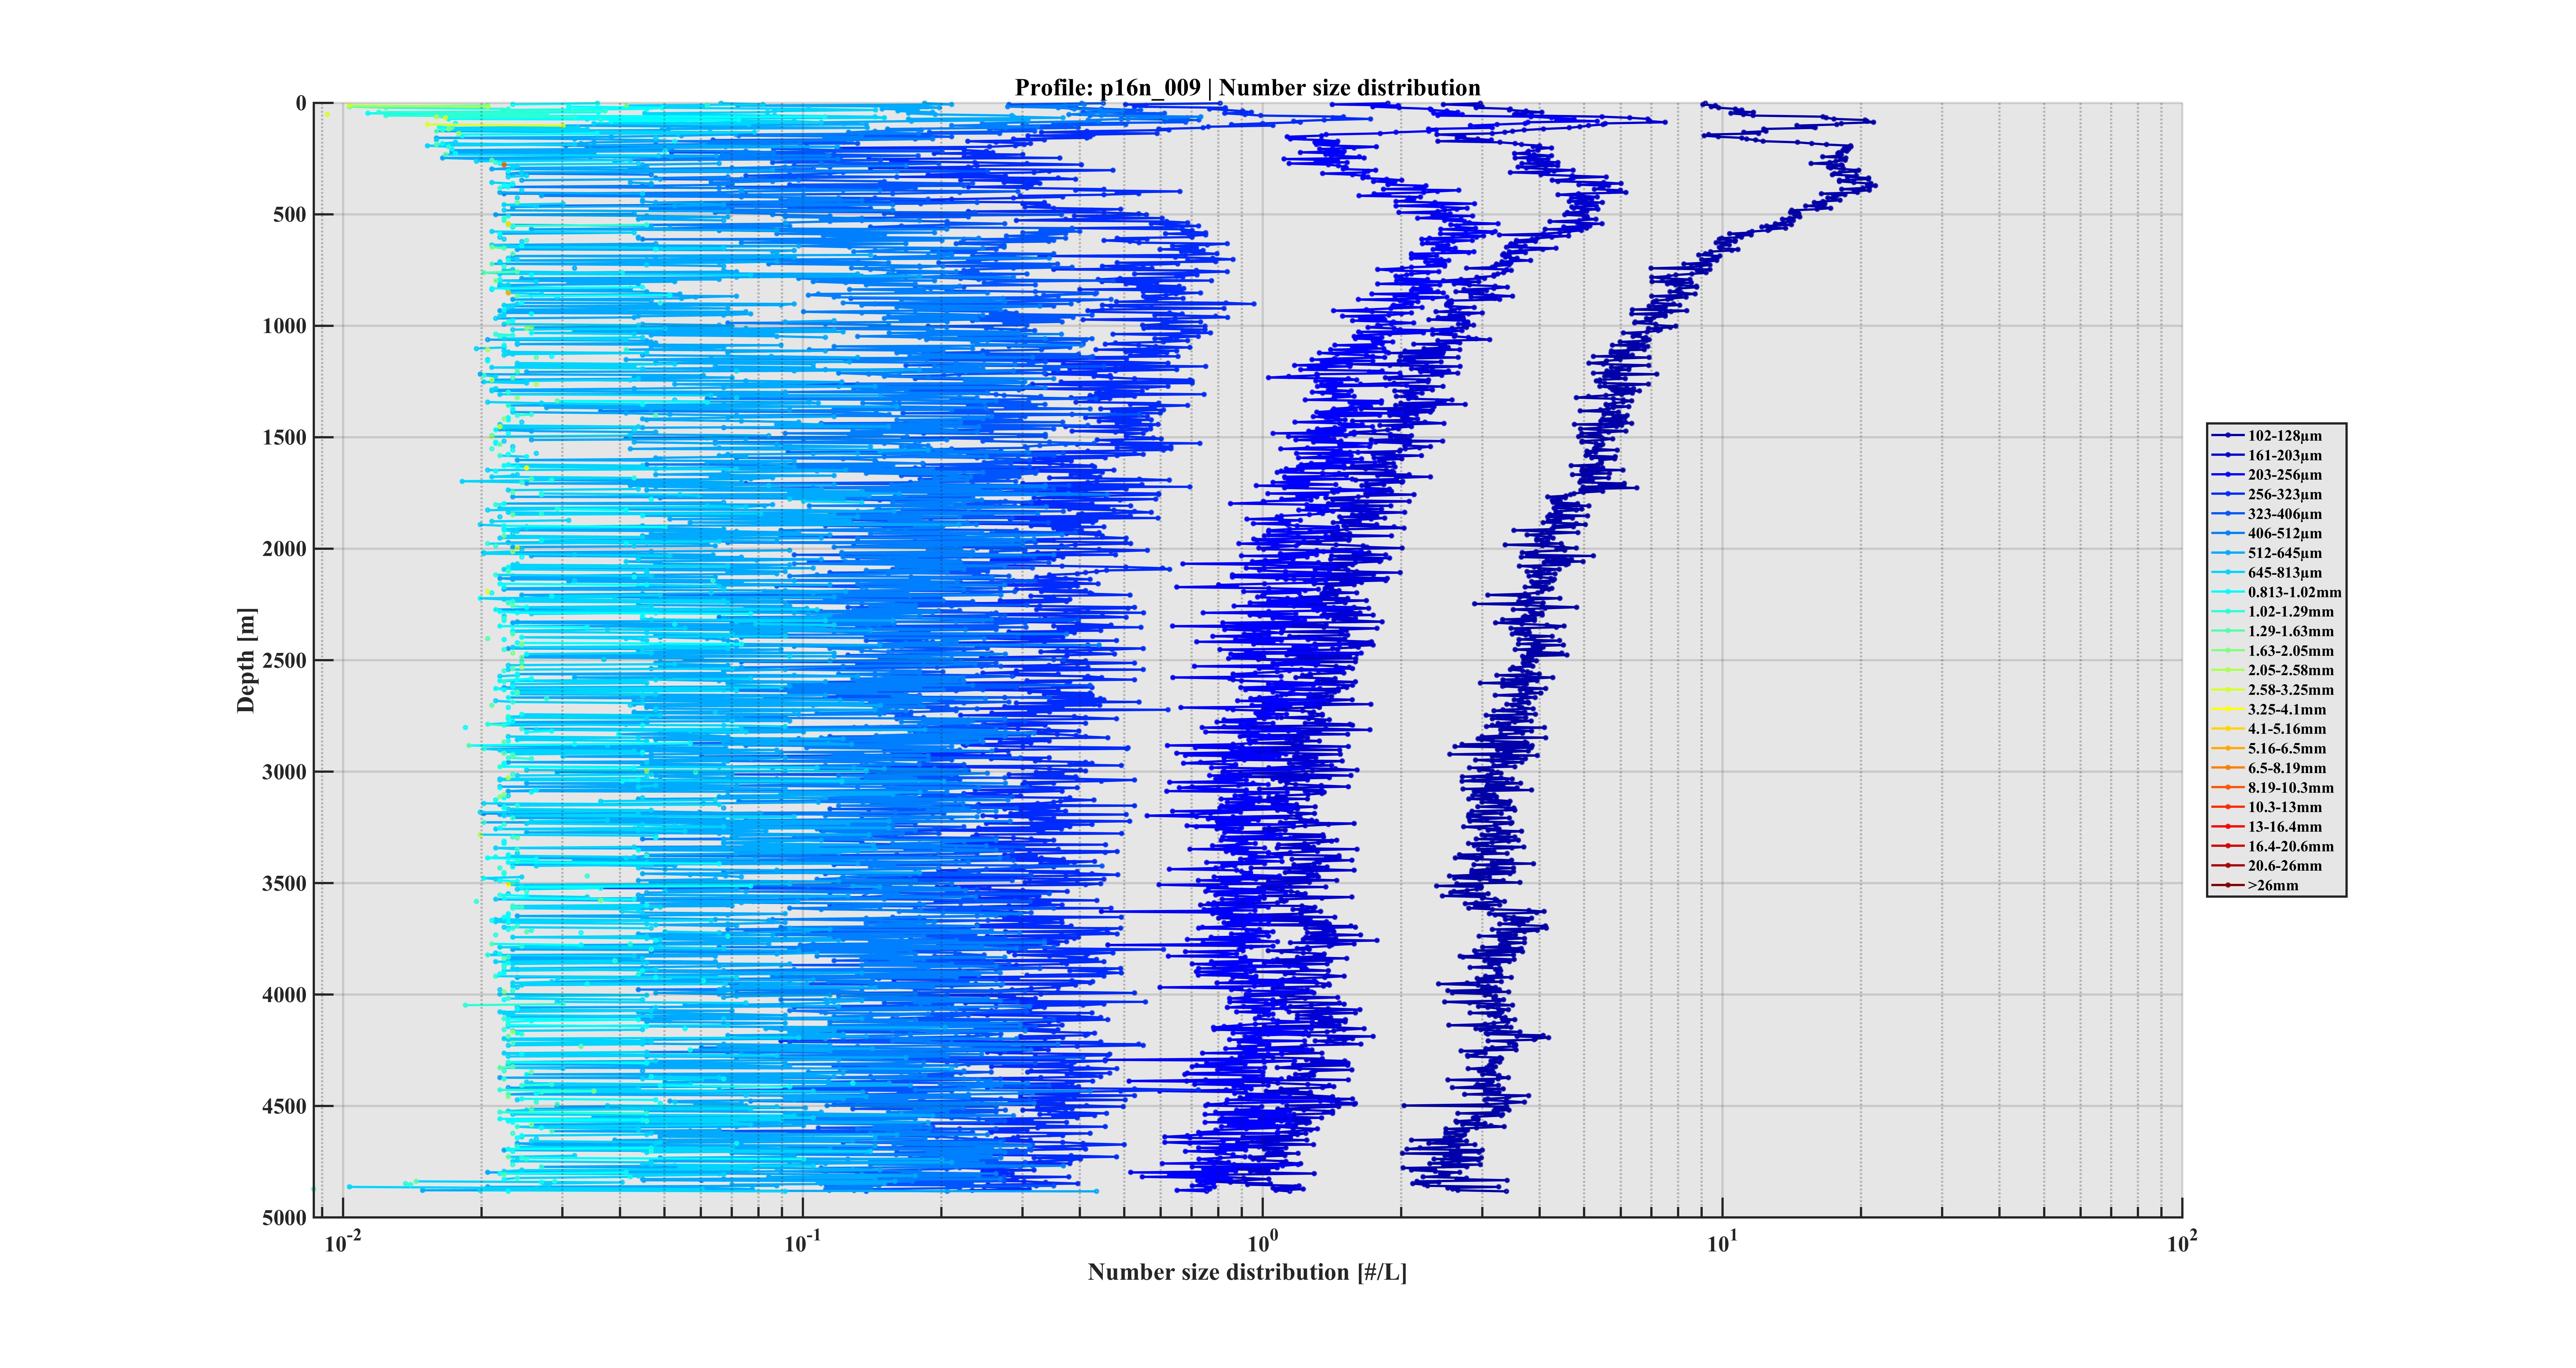 Profile: p16n_009 | Number size distribution
0
500
1000
1500
2000
2500
3000
3500
4000
4500
5000
Depth [m]
10-2
10-1
100
101
102
Number size distribution [#/L]
102-128µm
161-203µm
203-256µm
256-323µm
323-406µm
406-512µm
512-645µm
645-813µm
0.813-1.02mm
1.02-1.29mm
1.29-1.63mm
1.63-2.05mm
2.05-2.58mm
2.58-3.25mm
3.25-4.1mm
4.1-5.16mm
5.16-6.5mm
6.5-8.19mm
8.19-10.3mm
10.3-13mm
13-16.4mm
16.4-20.6mm
20.6-26mm
>26mm